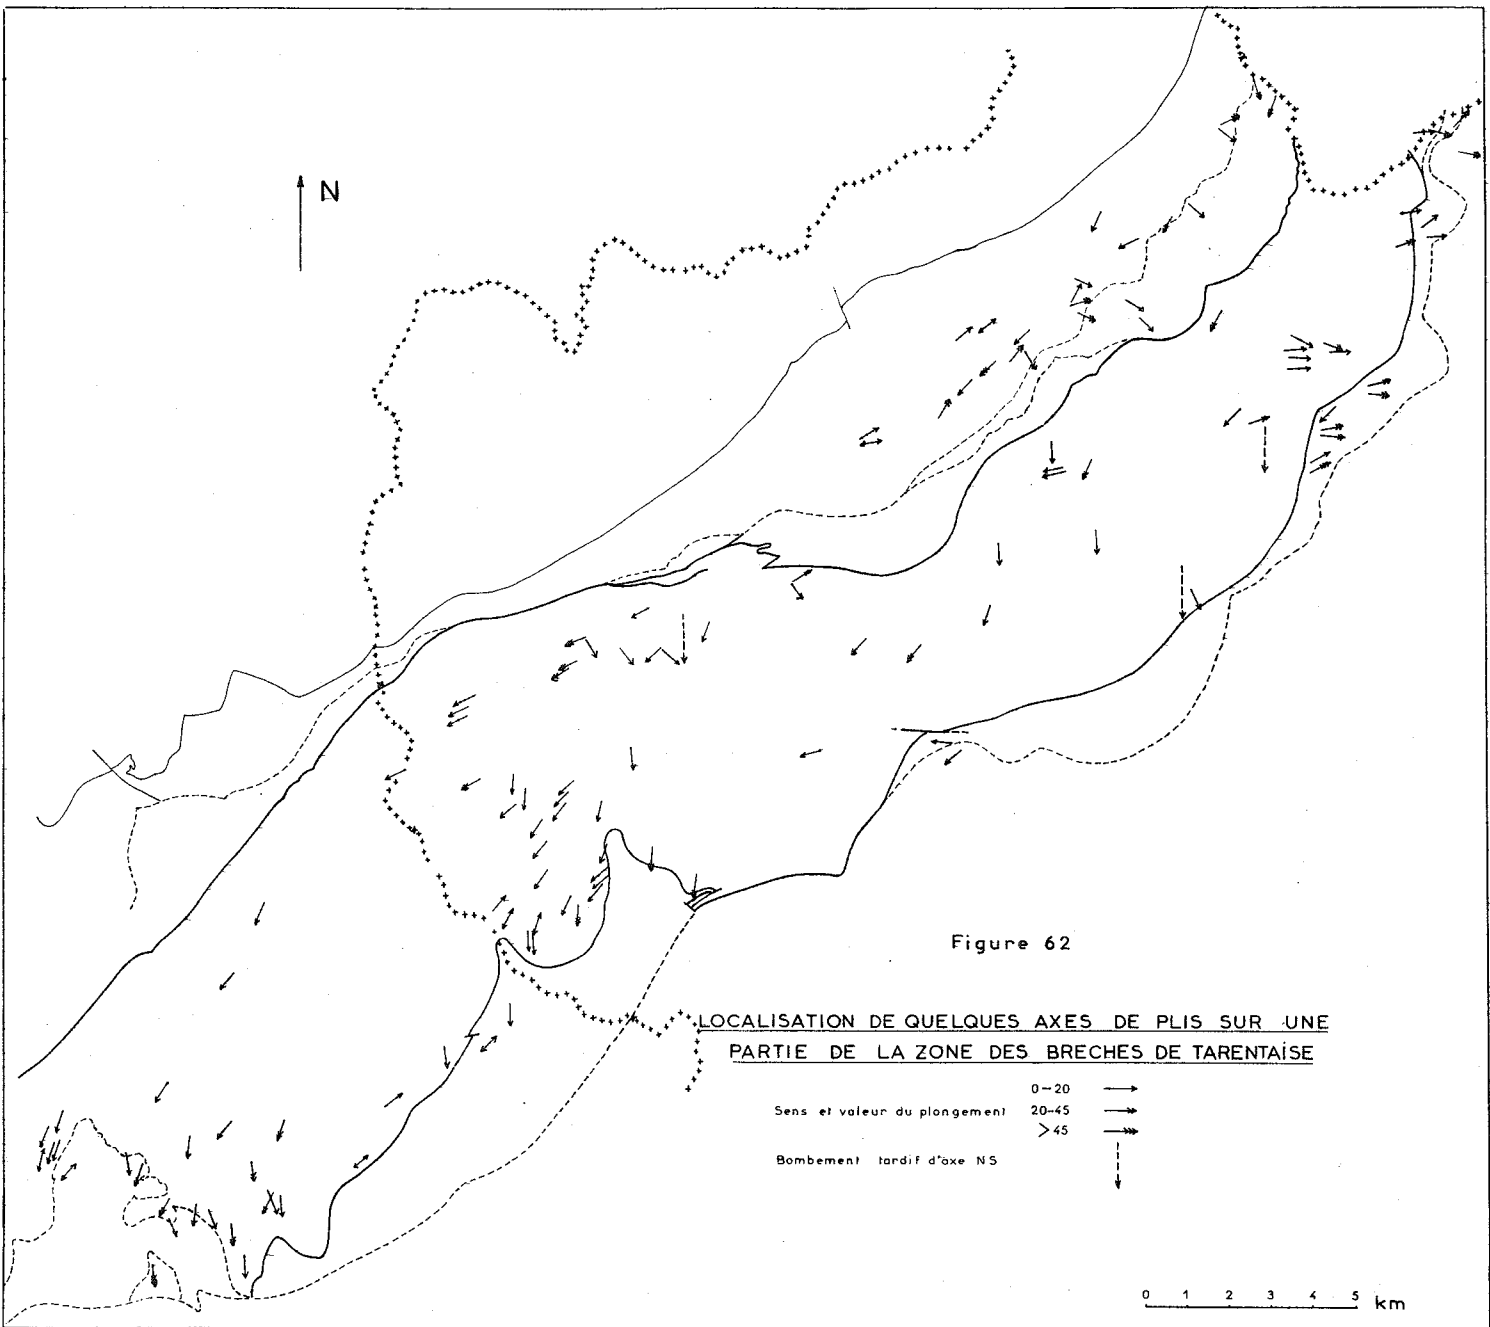 N
Figure 62
LOCALISATION DE QUELQUES AXES DE PLIS SUR UNE
PARTIE DE LA ZONE DES BRECHES DE TARENTAÏSE
0-20
Sens et valeur du plongement 20-45
>45
Bombement tardif d'axe NS
0 1 2 3 4 5 km